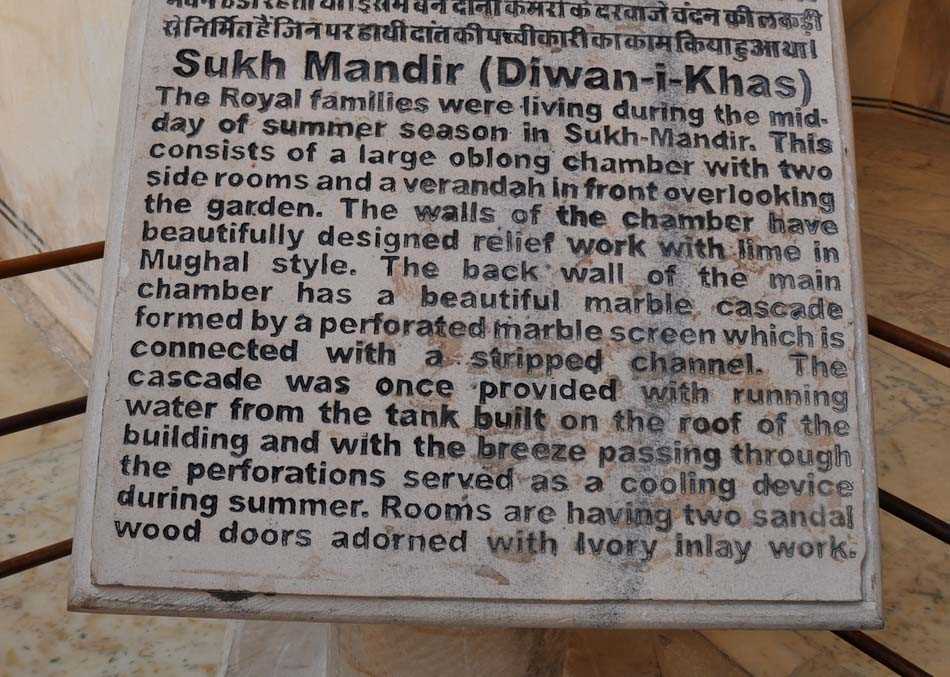 से निर्मित है जिन पर हाथी दांत की पच्चीकारी का काम किया हुआ था।
Sukh Mandir (Diwan-i-Khas)
The Royal families were living during the mid-
day of summer season in Sukh-Mandir. This
consists of a large oblong chamber with two
side rooms and a verandah in front overlooking
the garden. The walls of the chamber have
beautifully designed relief work with lime in
Mughal style. The back wall of the main
chamber has a beautiful marble cascade
formed by a perforated marble screen which is
connected with a stripped channel. The
cascade was once provided with running
water from the tank built on the roof of the
building and with the breeze passing through
the perforations served as a cooling device
during summer. Rooms are having two sandal
wood doors adorned with Ivory inlay work.